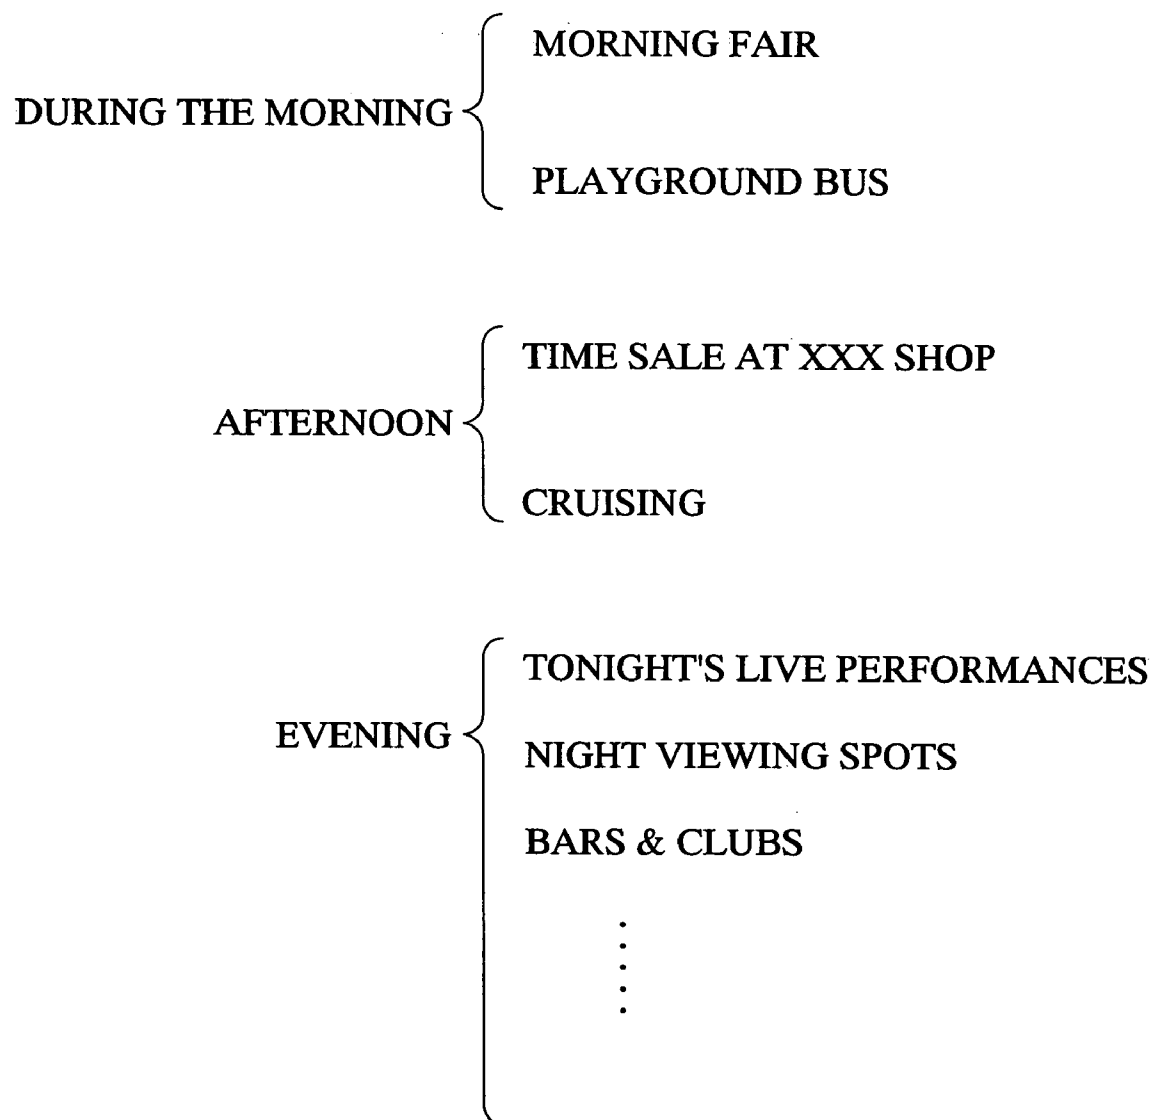 DURING THE MORNING
MORNING FAIR
PLAYGROUND BUS
AFTERNOON
TIME SALE AT XXX SHOP
CRUISING
EVENING
TONIGHT'S LIVE PERFORMANCES
NIGHT VIEWING SPOTS
BARS & CLUBS